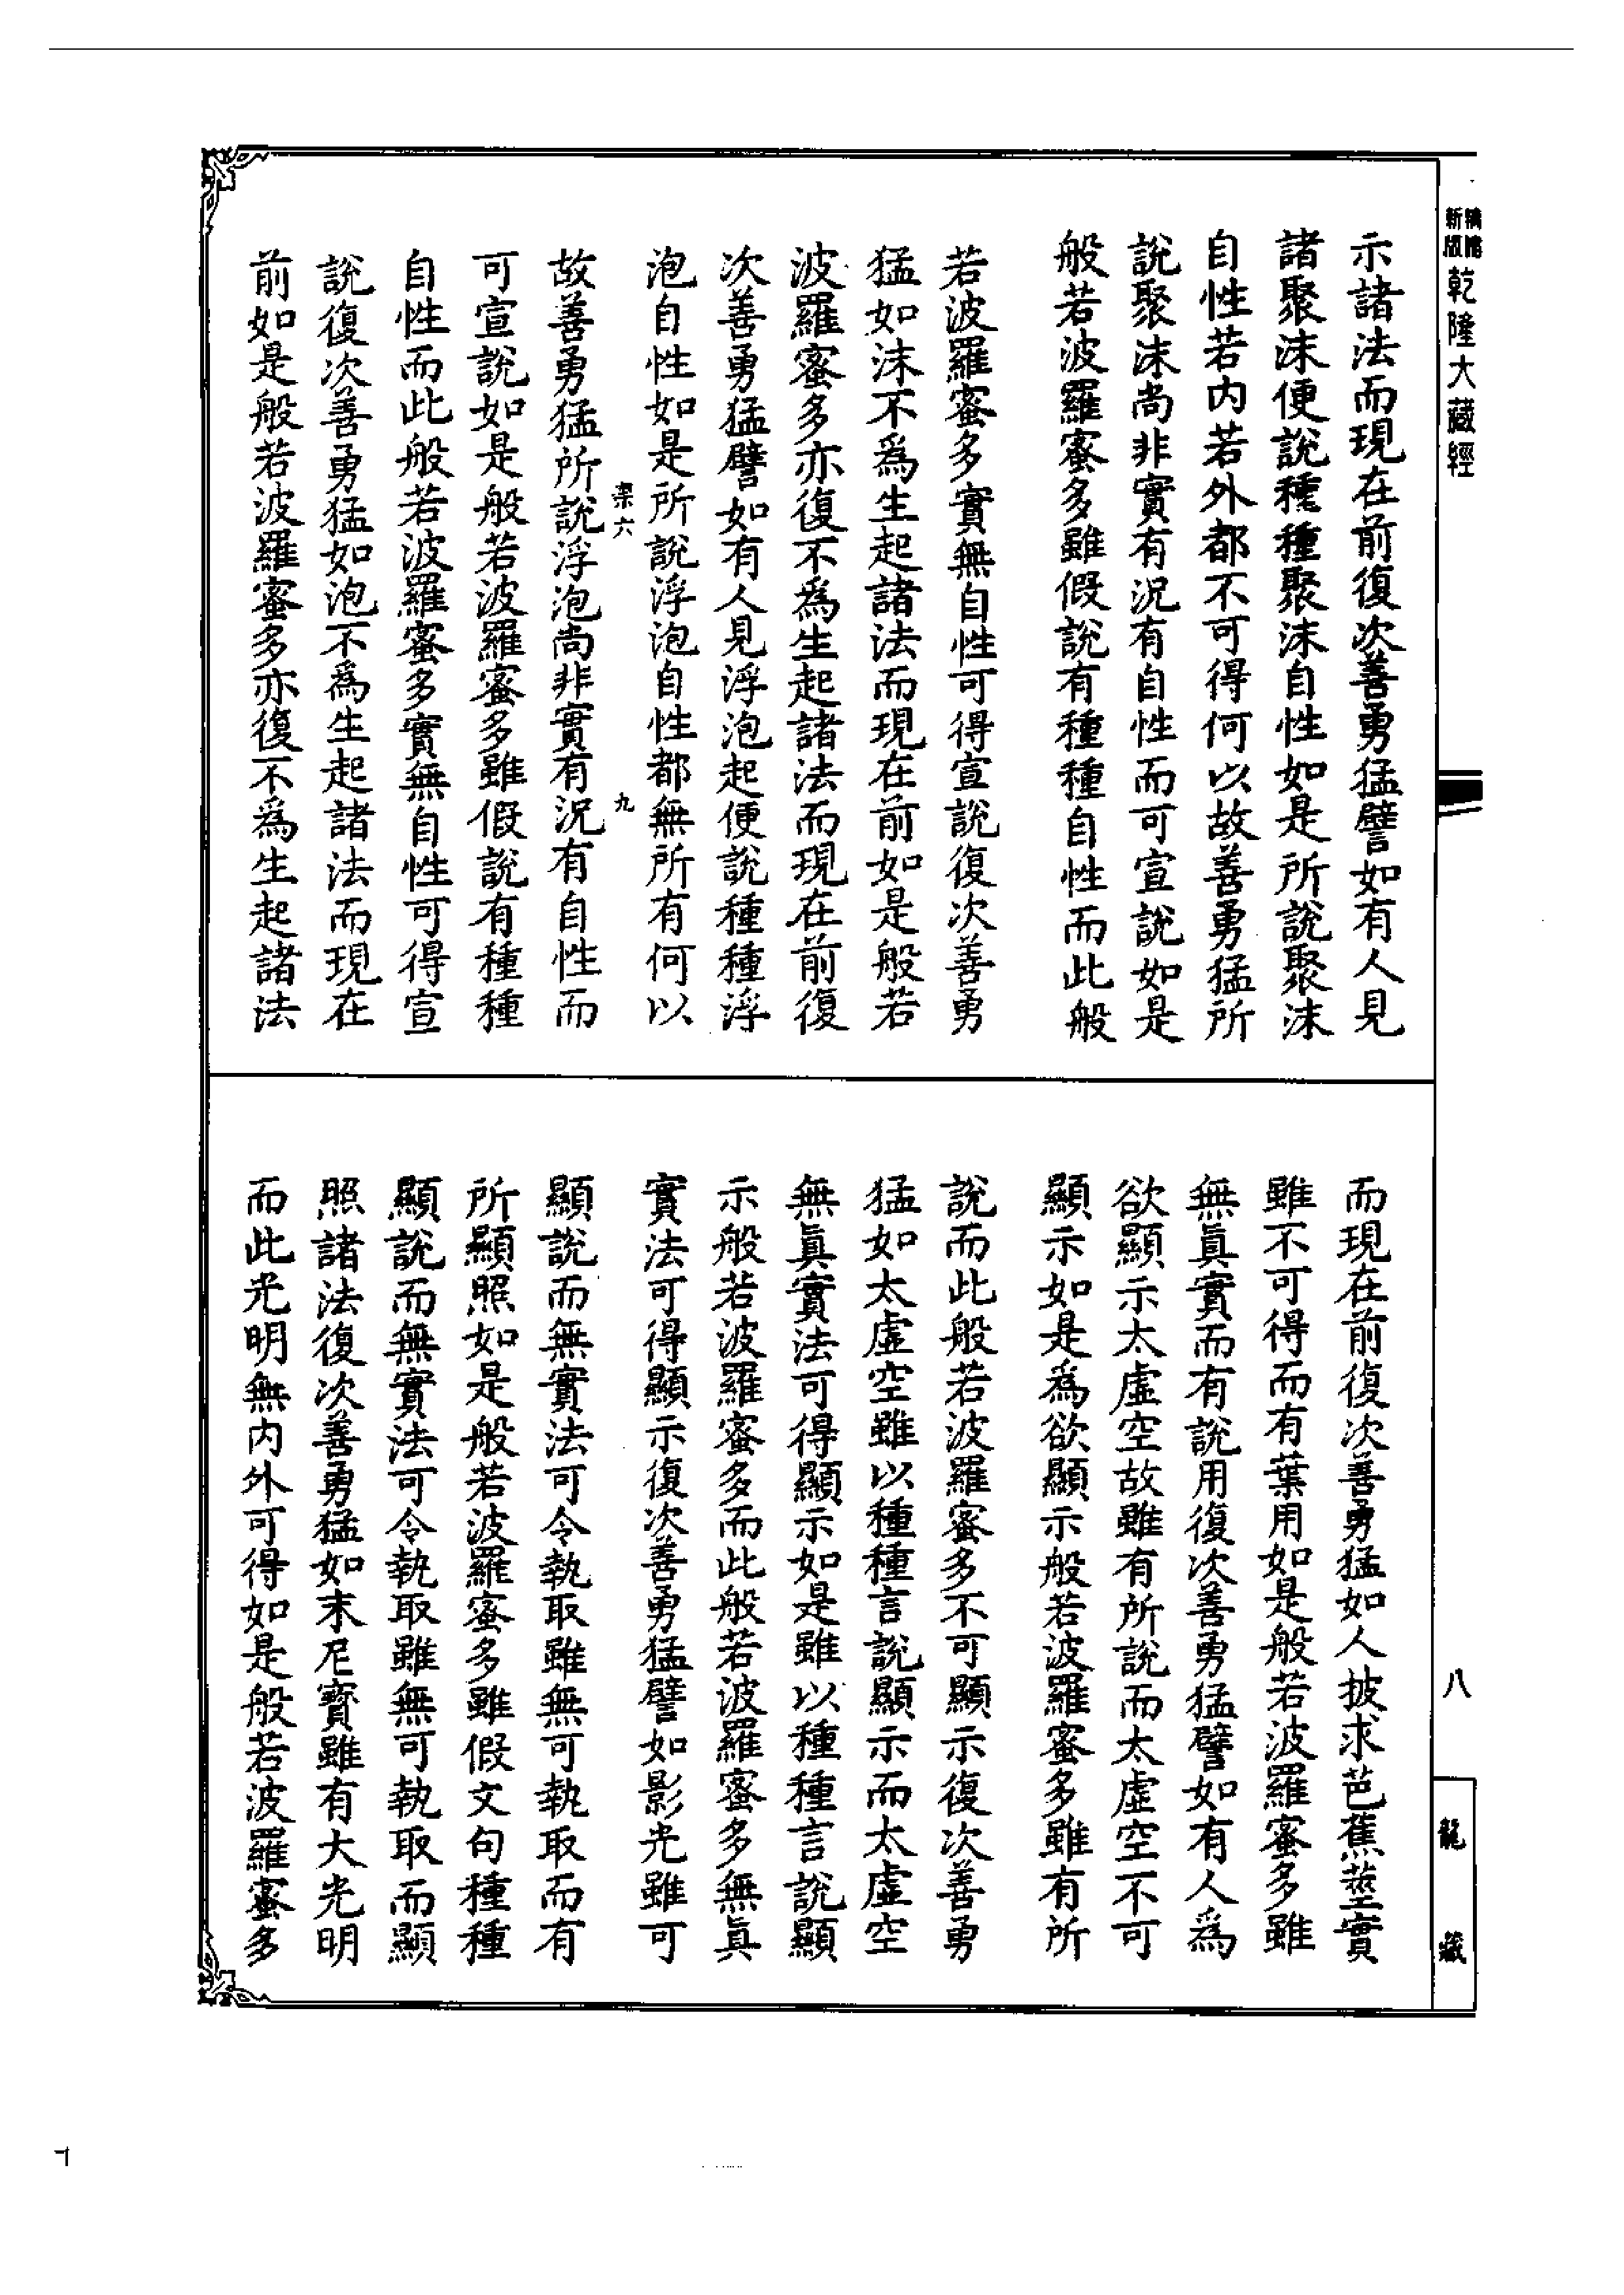 精縮
新版
乾隆大藏經
示諸法而現在前復次善勇猛譬如有人見
諸聚沫便說種種聚沫自性如是所說聚沫
自性若内若外都不可得何以故善勇猛所
說聚沫尚非實有況有自性而可宣說如是
般若波羅蜜多雖假說有種種自性而此般
若波羅蜜多實無自性可得宣說復次善勇
猛如沫不為生起諸法而現在前如是般若
波羅蜜多亦復不為生起諸法而現在前復
次善勇猛譬如有人見浮泡起便說種種浮
泡自性如是所說浮泡自性都無所有何以
柰六
九
故善勇猛所說浮泡尚非實有況有自性而
可宣說如是般若波羅蜜多雖假說有種種
自性而此般若波羅蜜多實無自性可得宣
說復次善勇猛如泡不為生起諸法而現在
前如是般若波羅蜜多亦復不為生起諸法
而現在前復次善勇猛如人披求芭蕉莖實
雖不可得而有葉用如是般若波羅蜜多雖
無眞實而有說用復次善勇猛譬如有人為
欲顯示太虛空故雖有所說而太虛空不可
顯示如是為欲顯示般若波羅蜜多雖有所
說而此般若波羅蜜多不可顯示復次善勇
猛如太虛空雖以種種言說顯示而太虛空
無眞實法可得顯示如是雖以種種言說顯
示般若波羅蜜多而此般若波羅蜜多無眞
實法可得顯示復次善勇猛譬如影光雖可
顯說而無實法可令執取雖無可執取而有
所顯照如是般若波羅蜜多雖假文句種種
顯說而無實法可令執取雖無可執取而顯
照諸法復次善勇猛如末尼寶雖有大光明
而此光明無内外可得如是般若波羅蜜多
八
龍藏